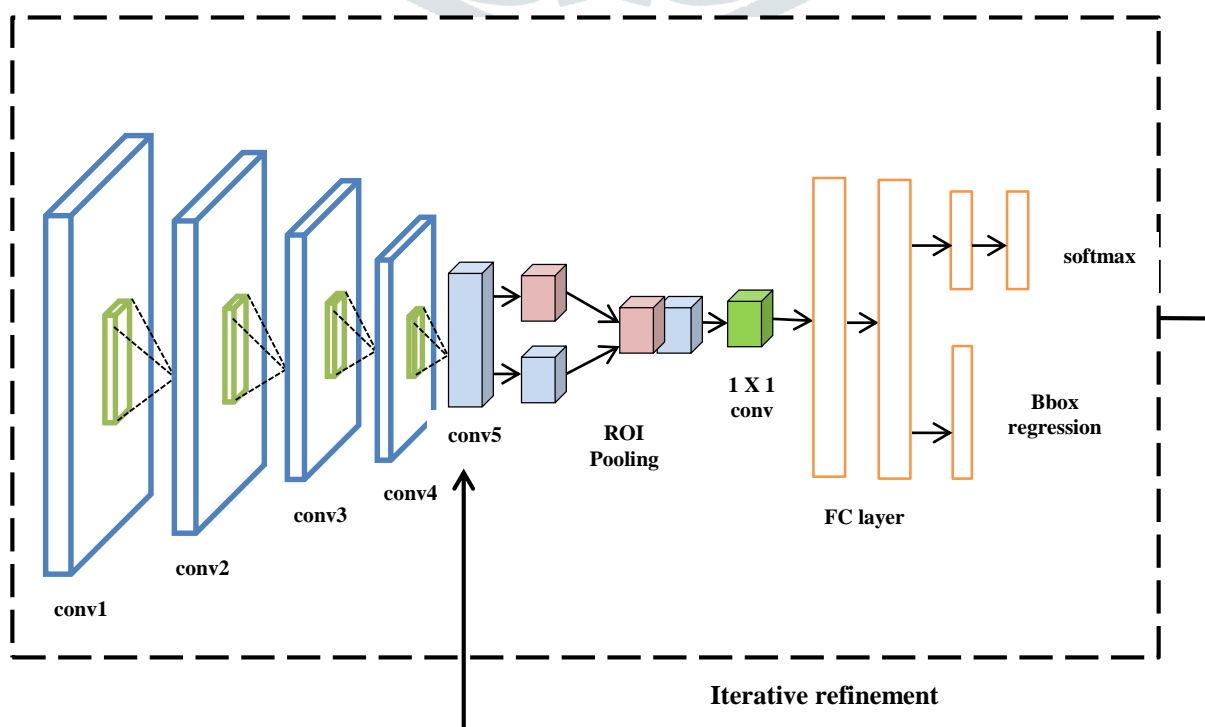 conv1
conv2
conv3
conv4
conv5
ROI
Pooling
1 X 1
conv
FC layer
softmax
Bbox
regression
Iterative refinement